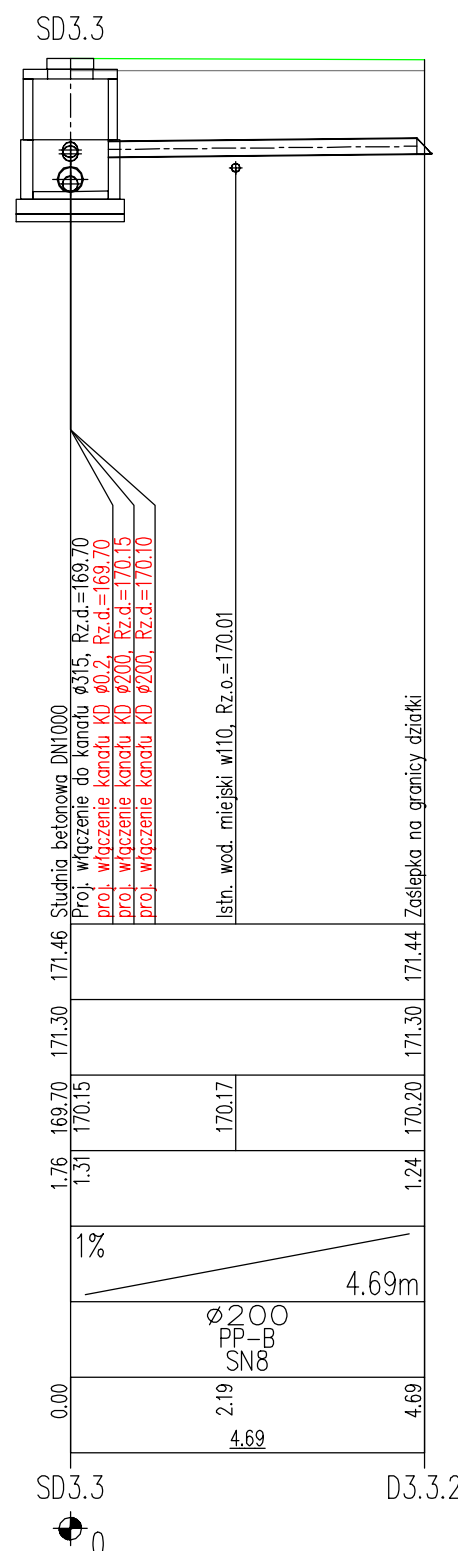 SD3.3
Studnia betonowa DN1000
Proj. włączenie do kanału ø315, Rz.d.=169.70
proj. włączenie kanału KD ø0.2, Rz.d.=169.70
proj. włączenie kanału KD ø200, Rz.d.=170.15
proj. włączenie kanału KD ø200, Rz.d.=170.10
Istn. wod. miejski w110, Rz.o.=170.01
Zaślepka na granicy działki
171.46 171.44
171.30 171.30
169.70 170.15 170.17 170.20
1.76 1.31 1.24
1%
4.69m
ø200
PP-B
SN8
0.00 2.19 4.69
4.69
SD3.3 D3.3.2
0